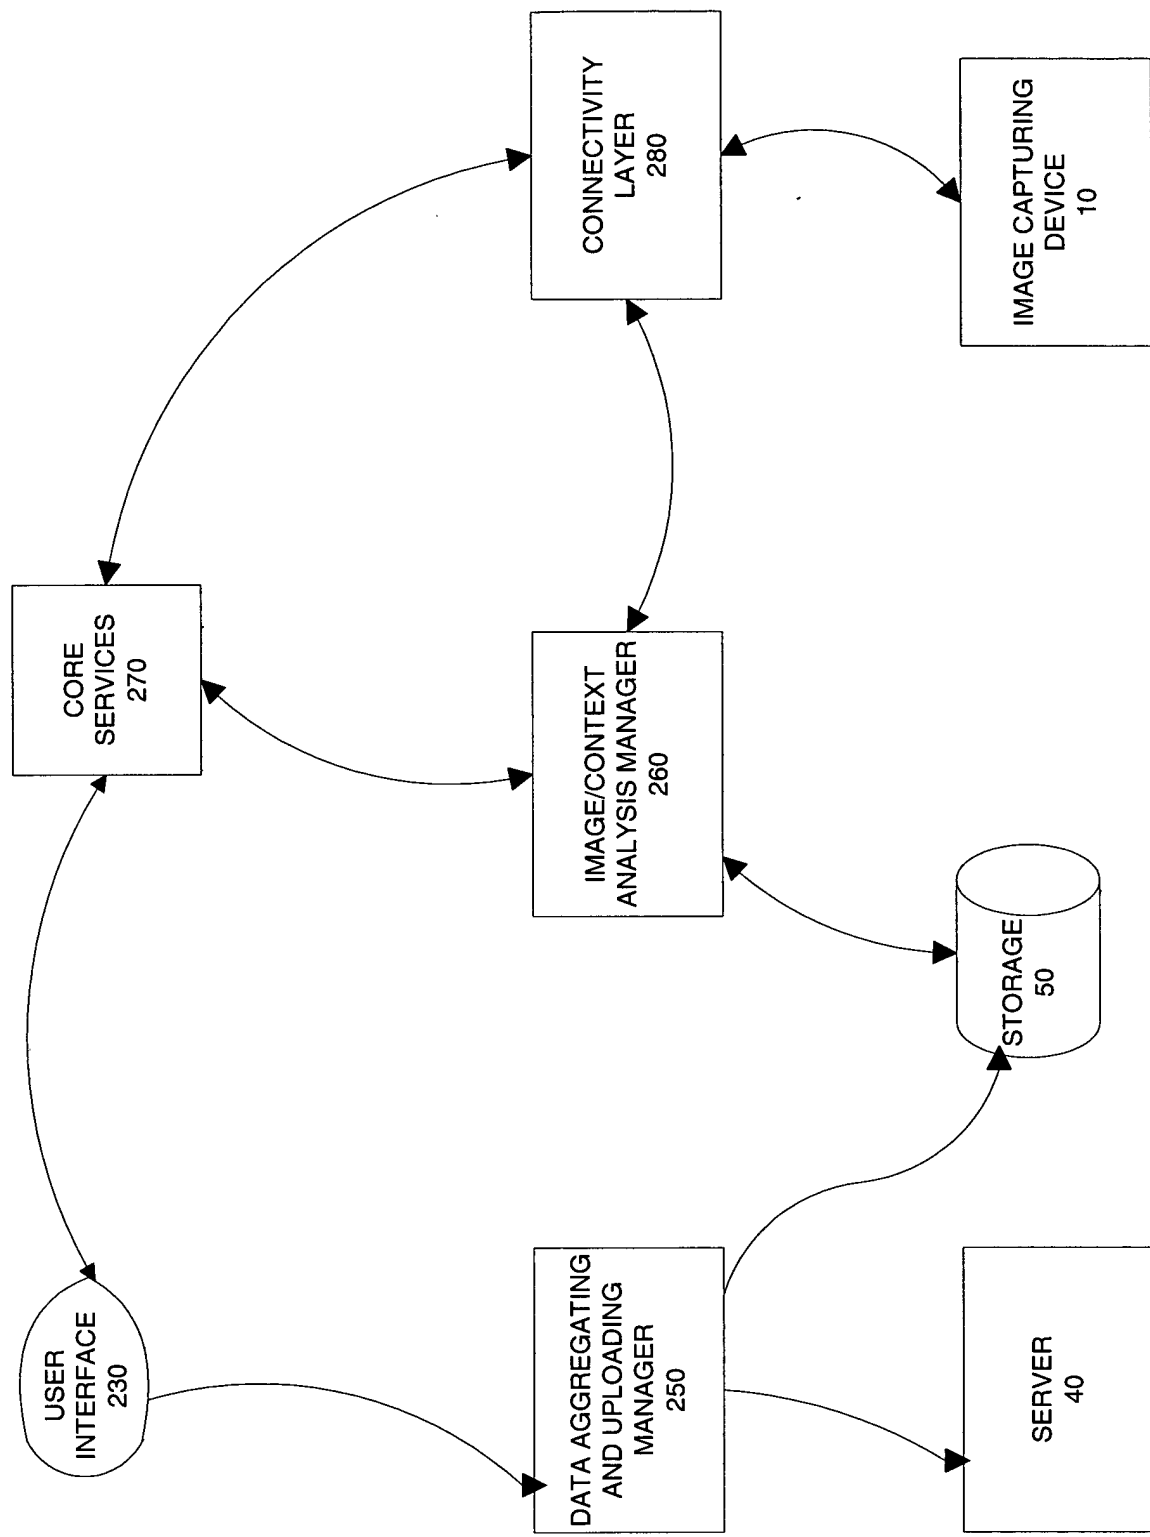 USER
INTERFACE
230
CORE
SERVICES
270
DATA AGGREGATING
AND UPLOADING
MANAGER
250
IMAGE/CONTEXT
ANALYSIS MANAGER
260
CONNECTIVITY
LAYER
280
SERVER
40
STORAGE
50
IMAGE CAPTURING
DEVICE
10